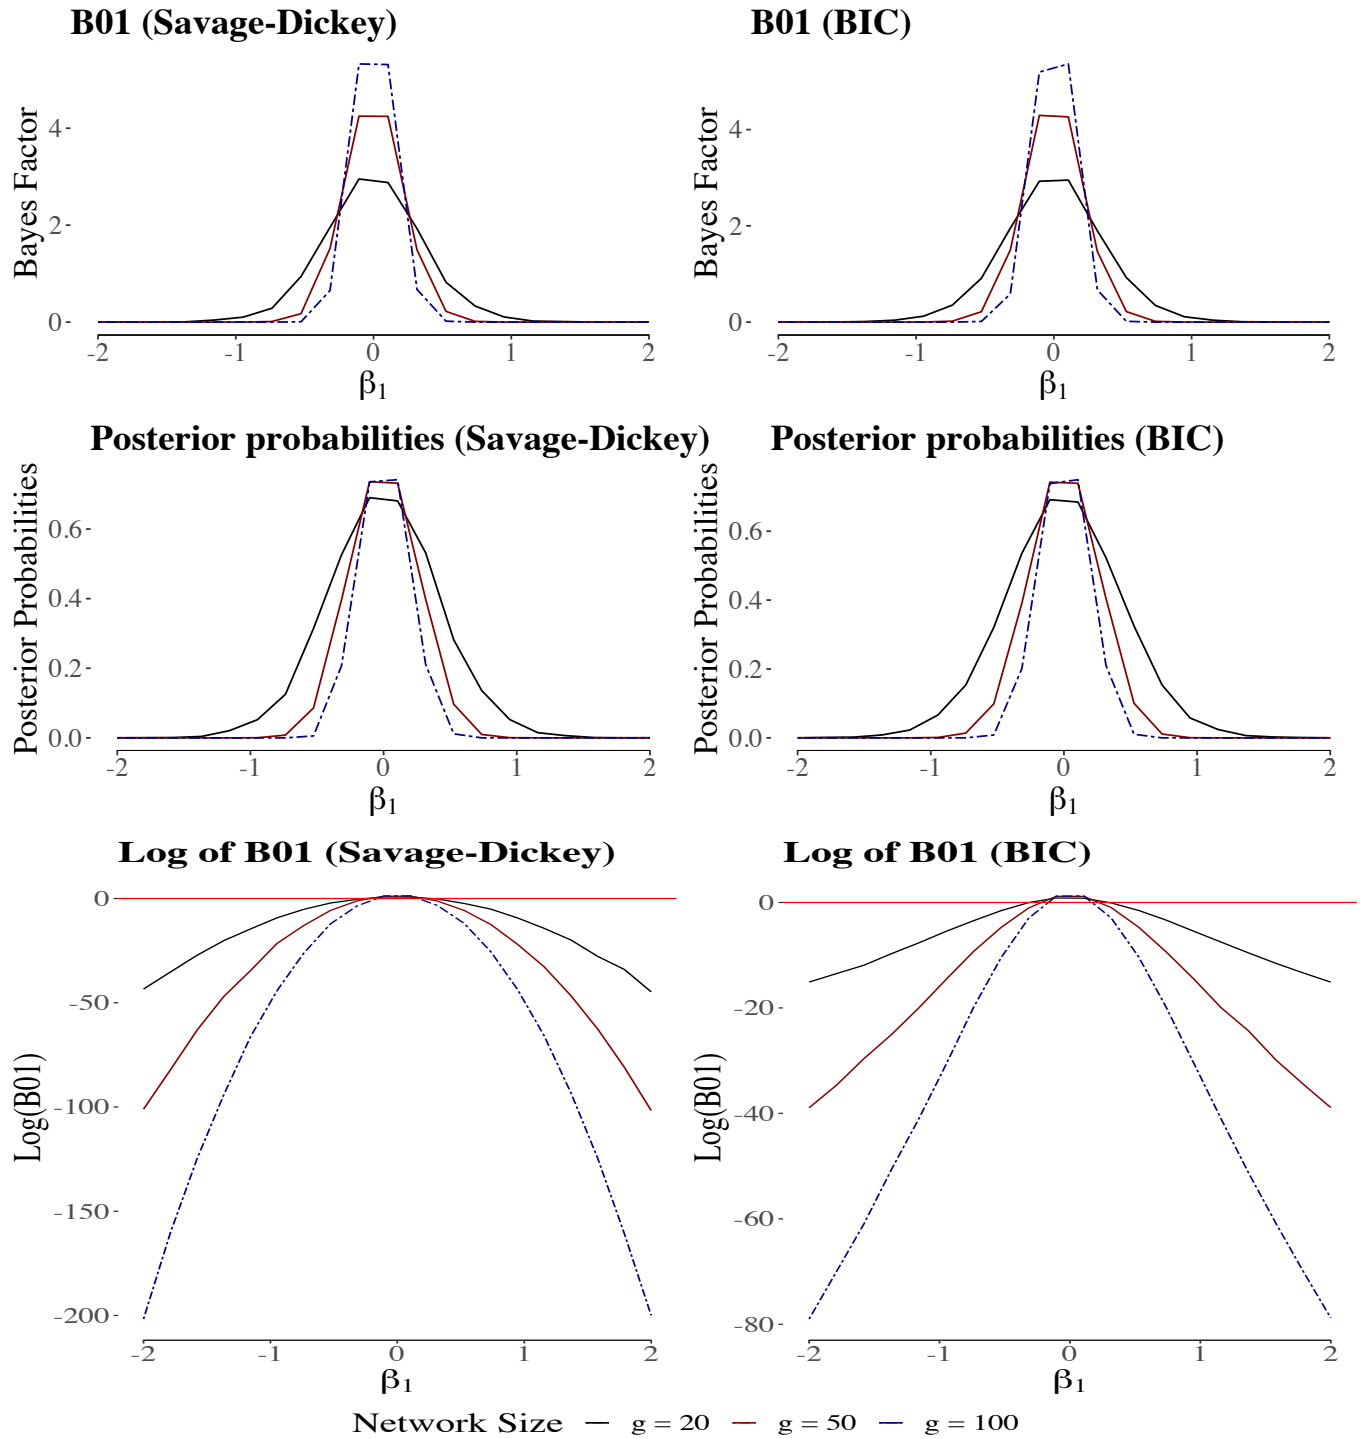 B01 (Savage-Dickey)
Bayes Factor
4
2
0
-2 -1 0 1 2
β1
B01 (BIC)
Bayes Factor
4
2
0
-2 -1 0 1 2
β1
Posterior probabilities (Savage-Dickey)
Posterior Probabilities
0.6
0.4
0.2
0.0
-2 -1 0 1 2
β1
Posterior probabilities (BIC)
Posterior Probabilities
0.6
0.4
0.2
0.0
-2 -1 0 1 2
β1
Log of B01 (Savage-Dickey)
Log(B01)
0
-50
-100
-150
-200
-2 -1 0 1 2
β1
Log of B01 (BIC)
Log(B01)
0
-20
-40
-60
-80
-2 -1 0 1 2
β1
Network Size g = 20 g = 50 g = 100